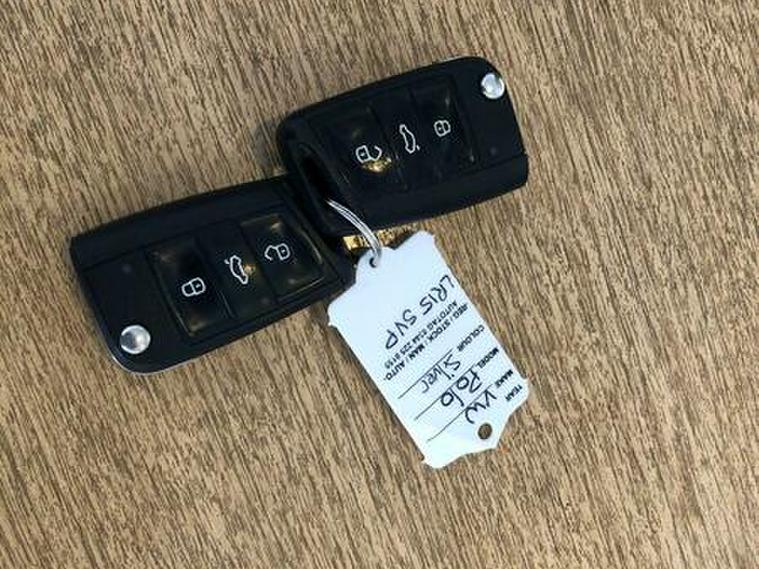 YEAR
MAKE VW
MODEL Polo
COLOUR Silver
REG / STOCK MAN / AUTO
LR15 SVP